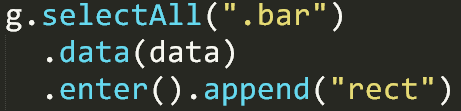 g.selectAll(".bar")
.data(data)
.enter().append("rect")